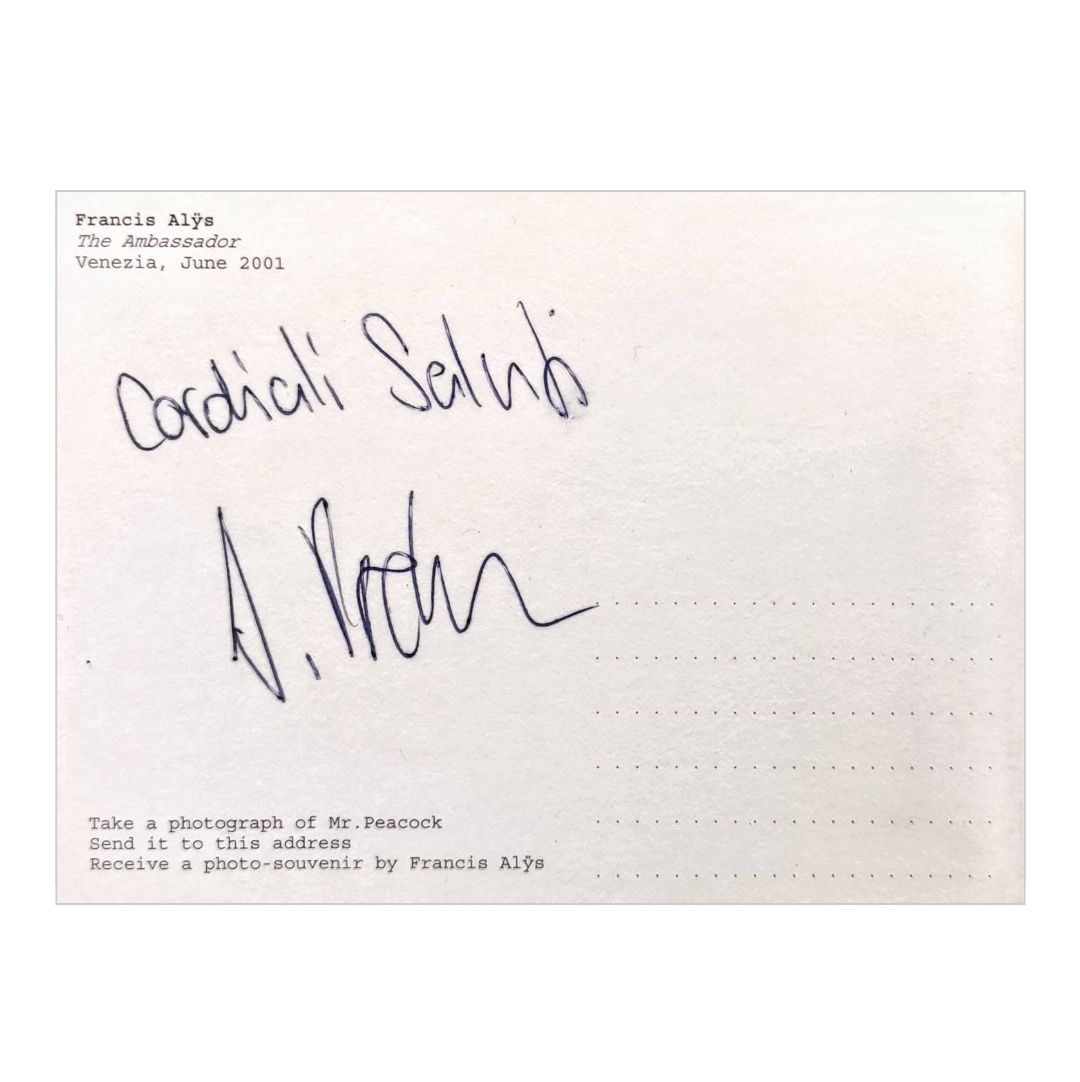 Francis Alÿs
The Ambassador
Venezia, June 2001
Cordiali Saluti
Take a photograph of Mr.Peacock
Send it to this address
Receive a photo-souvenir by Francis Alÿs